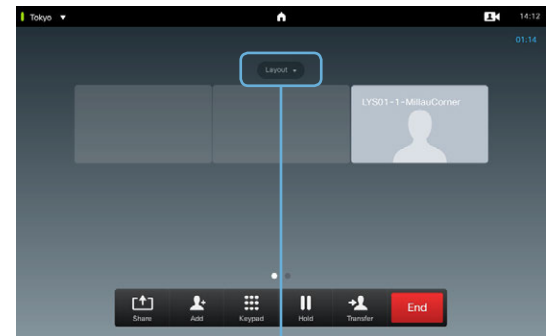 Tokyo
14:12
01:14
Layout
LYS01-1-MillauCorner
Share
Add
Keypad
Hold
Transfer
End